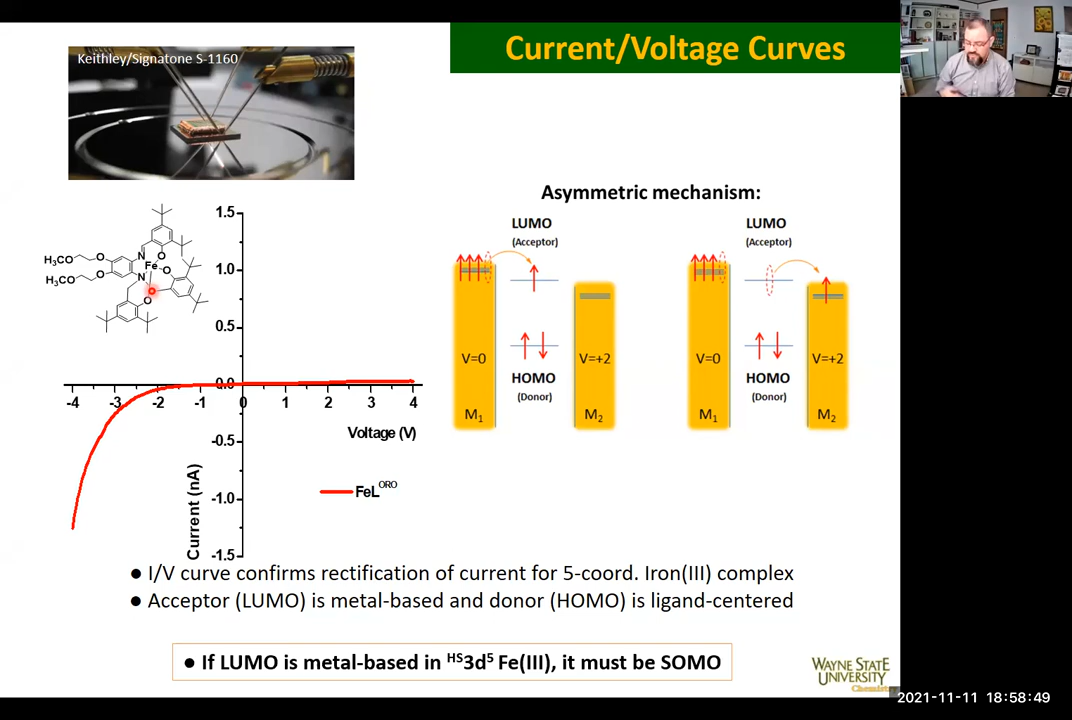 Current/Voltage Curves
Keithley/Signatone S-1160
Asymmetric mechanism:
LUMO
(Acceptor)
V=0
V=+2
HOMO
(Donor)
M1
M2
LUMO
(Acceptor)
V=0
V=+2
HOMO
(Donor)
M1
M2
H3CO
O
N
Fe
O
O
H3CO
O
N
O
O
1.5
1.0
0.5
0.0
-0.5
-1.0
-1.5
-4 -3 -2 -1 0 1 2 3 4
Voltage (V)
Current (nA)
FeL^ORO
● I/V curve confirms rectification of current for 5-coord. Iron(III) complex
● Acceptor (LUMO) is metal-based and donor (HOMO) is ligand-centered
● If LUMO is metal-based in ^HS3d^5 Fe(III), it must be SOMO
WAYNE STATE
UNIVERSITY
Chemistry
2021-11-11 18:58:49